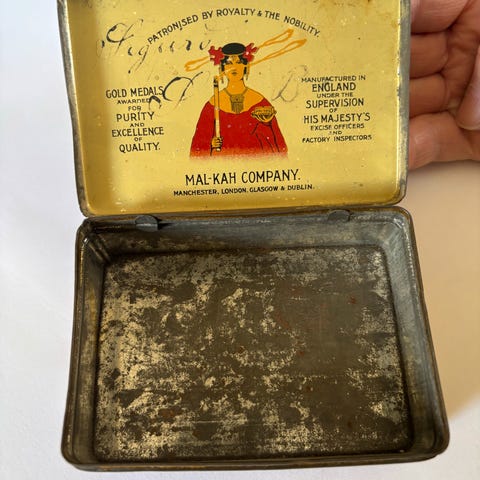 PATRONISED BY ROYALTY & THE NOBILITY.
GOLD MEDALS
AWARDED
FOR
PURITY
AND
EXCELLENCE
OF
QUALITY.
MANUFACTURED IN
ENGLAND
UNDER THE
SUPERVISION
OF
HIS MAJESTY'S
EXCISE OFFICERS
AND
FACTORY INSPECTORS
MAL-KAH COMPANY.
MANCHESTER, LONDON, GLASGOW & DUBLIN.